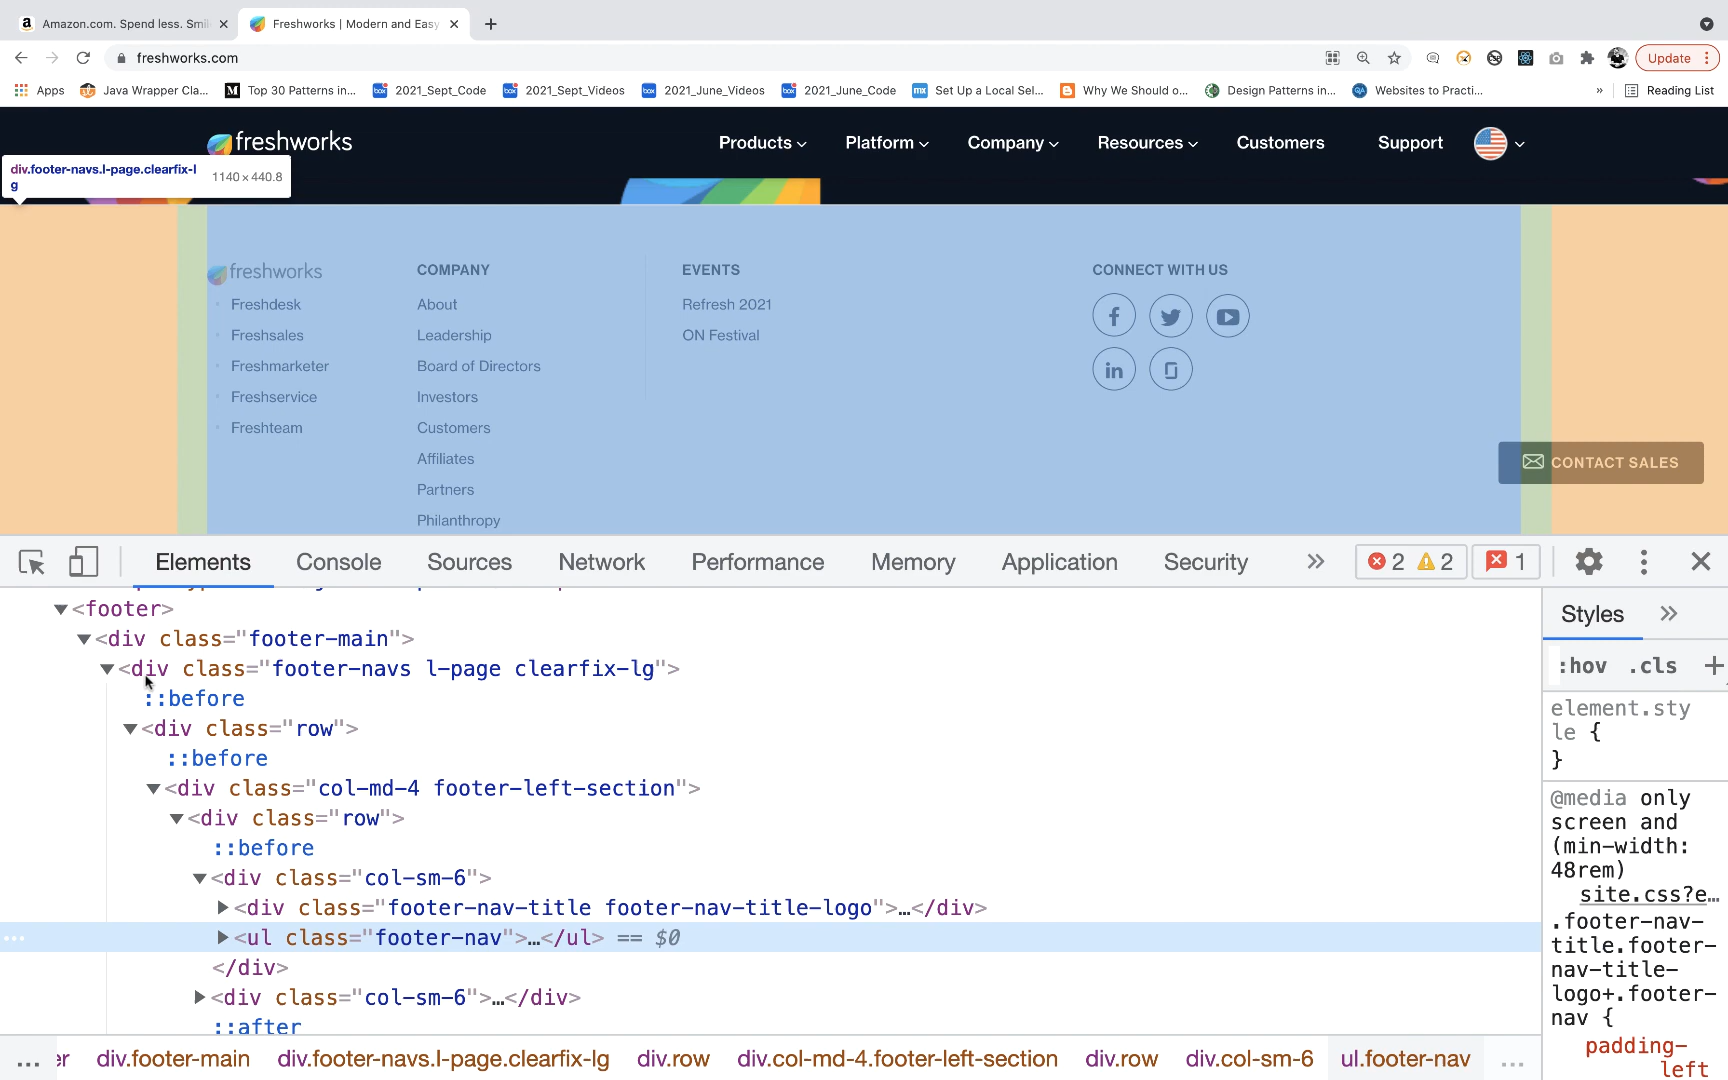 Amazon.com. Spend less. Smil
Freshworks | Modern and Easy
freshworks.com
Update
Apps
Java Wrapper Cla...
Top 30 Patterns in...
2021_Sept_Code
2021_Sept_Videos
2021_June_Videos
2021_June_Code
Set Up a Local Sel...
Why We Should o...
Design Patterns in...
Websites to Practi...
»
Reading List
freshworks
Products
Platform
Company
Resources
Customers
Support
div.footer-navs.l-page.clearfix-l
g
1140 × 440.8
freshworks
Freshdesk
Freshsales
Freshmarketer
Freshservice
Freshteam
COMPANY
About
Leadership
Board of Directors
Investors
Customers
Affiliates
Partners
Philanthropy
EVENTS
Refresh 2021
ON Festival
CONNECT WITH US
CONTACT SALES
Elements
Console
Sources
Network
Performance
Memory
Application
Security
»
2
2
1
<footer>
<div class="footer-main">
<div class="footer-navs l-page clearfix-lg">
::before
<div class="row">
::before
<div class="col-md-4 footer-left-section">
<div class="row">
::before
<div class="col-sm-6">
<div class="footer-nav-title footer-nav-title-logo">…</div>
<ul class="footer-nav">…</ul> == $0
</div>
<div class="col-sm-6">…</div>
::after
... er div.footer-main div.footer-navs.l-page.clearfix-lg div.row div.col-md-4.footer-left-section div.row div.col-sm-6 ul.footer-nav ...
Styles
»
:hov .cls +
element.sty
le {
}
@media only
screen and
(min-width:
48rem)
site.css?e…
.footer-nav-
title.footer-
nav-title-
logo+.footer-
nav {
padding-
left